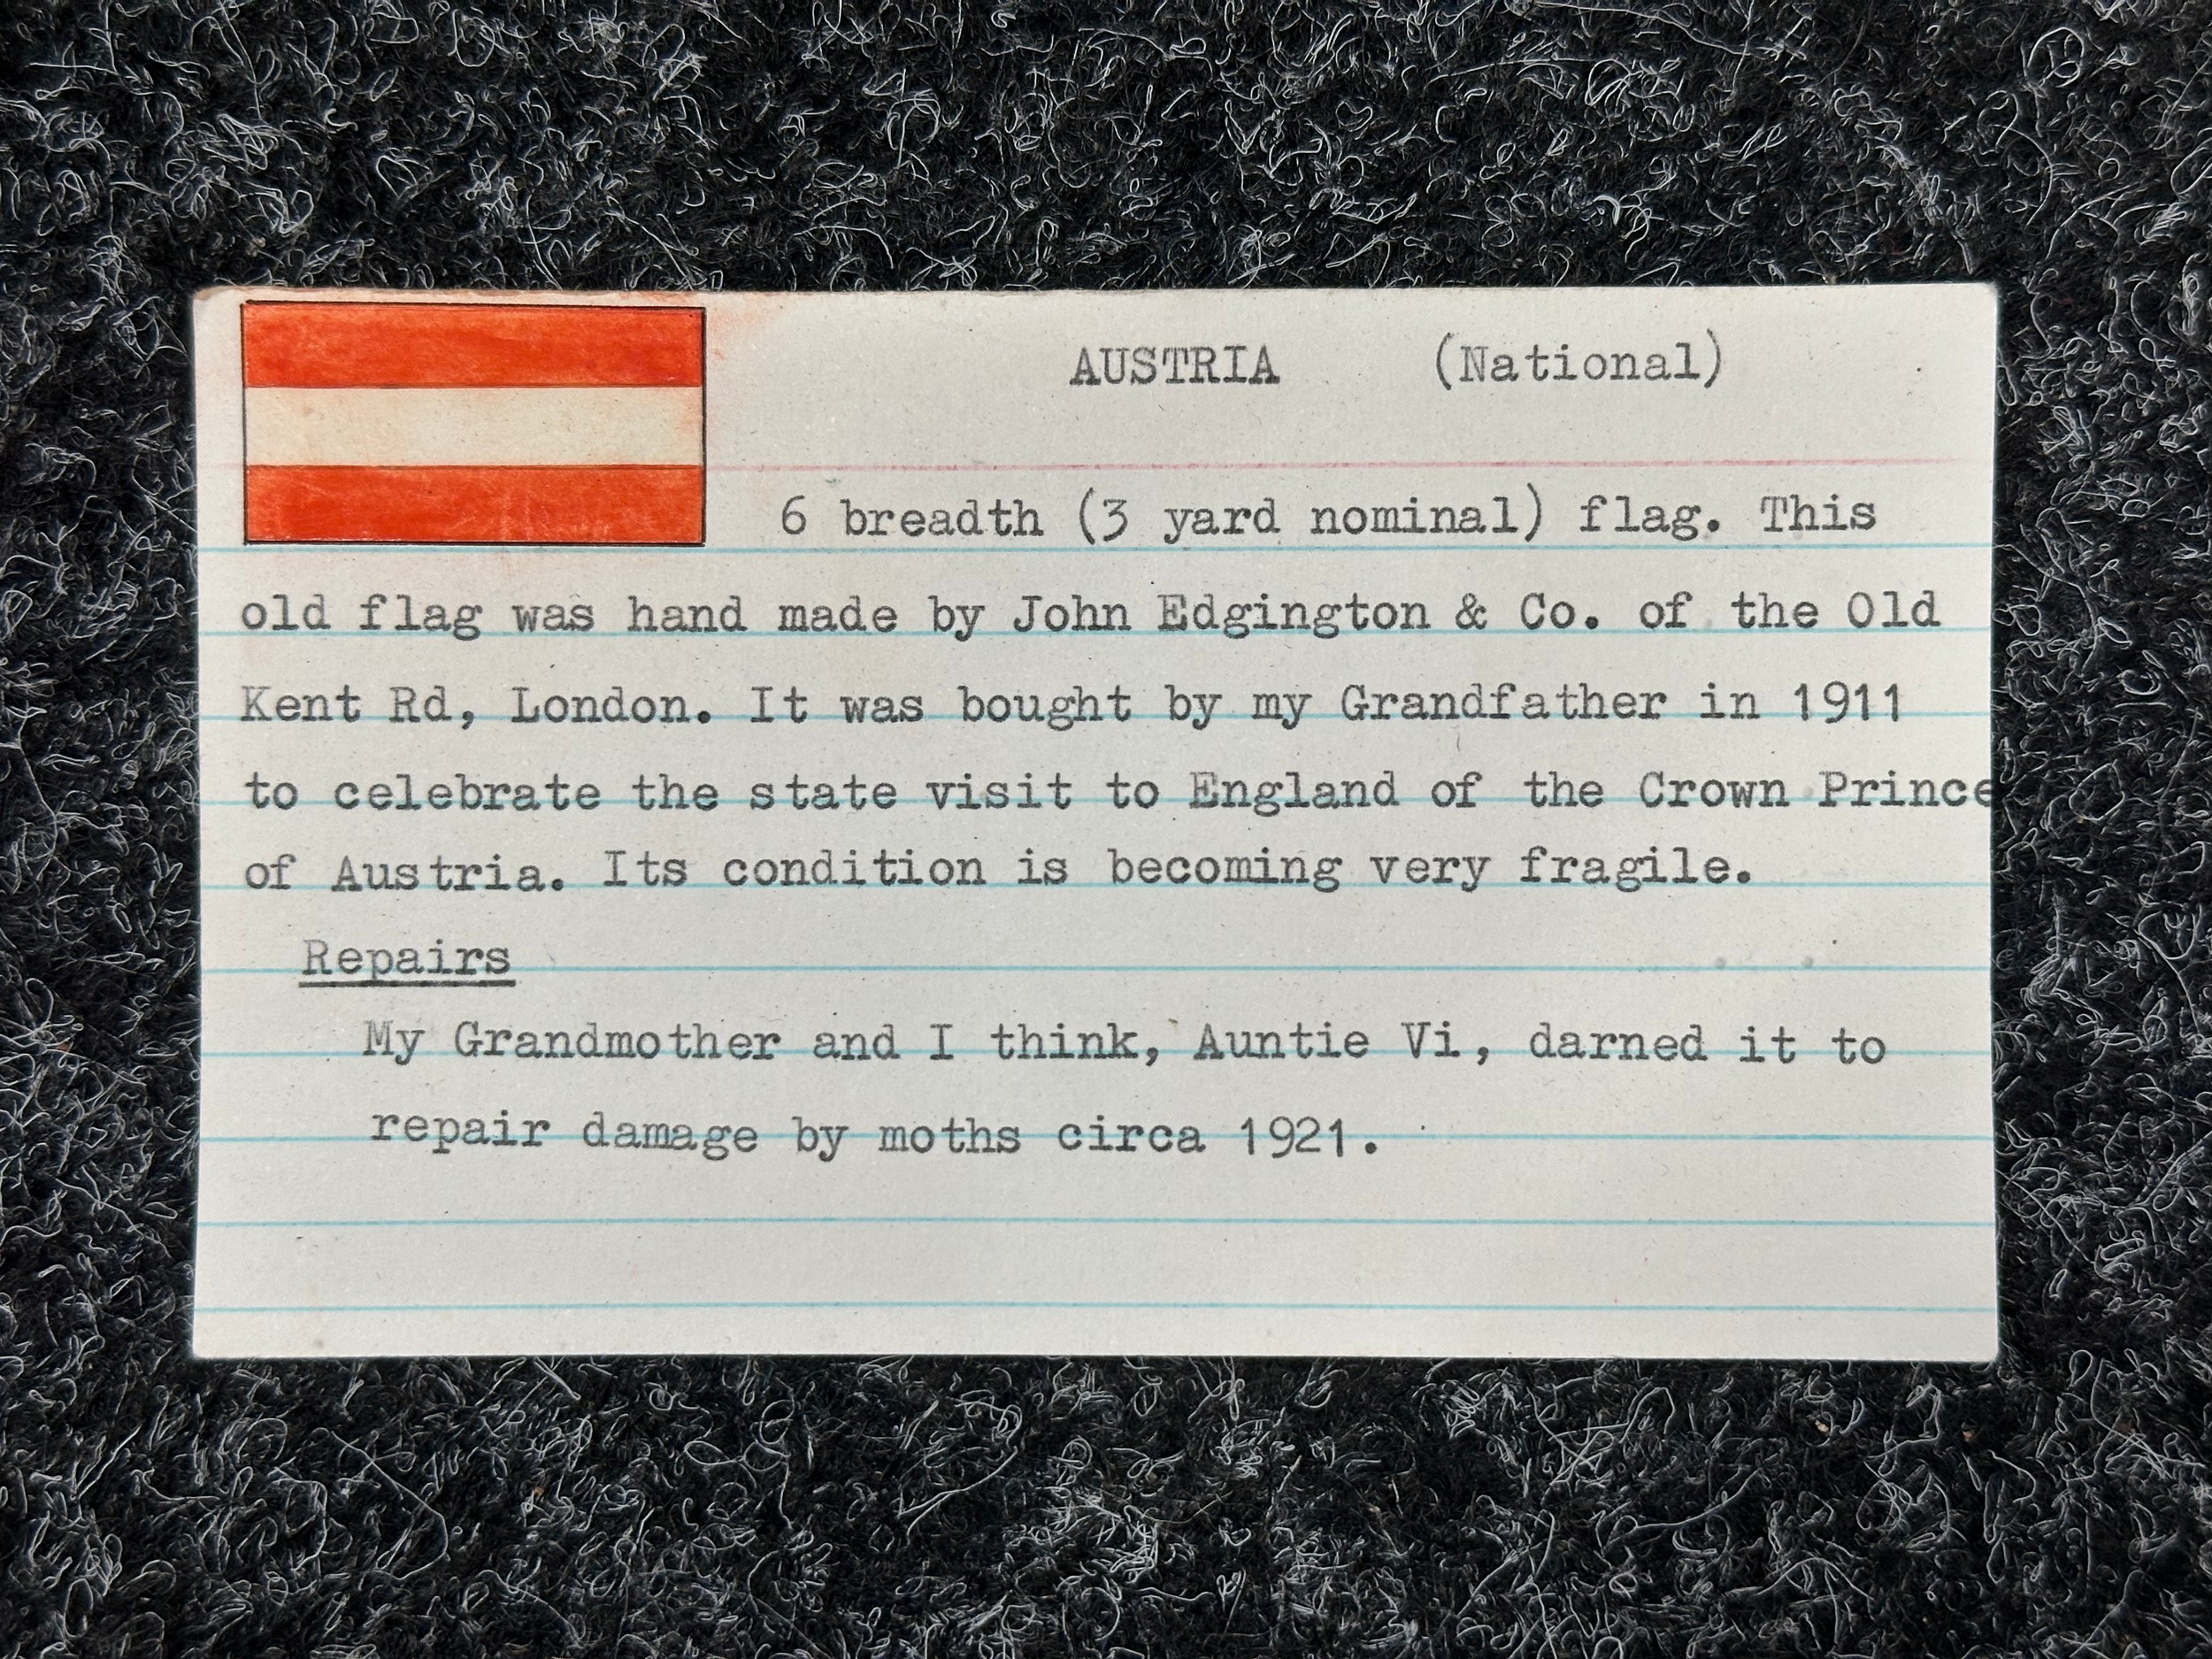 AUSTRIA (National)
6 breadth (3 yard nominal) flag. This
old flag was hand made by John Edgington & Co. of the Old
Kent Rd, London. It was bought by my Grandfather in 1911
to celebrate the state visit to England of the Crown Prince
of Austria. Its condition is becoming very fragile.
Repairs
My Grandmother and I think, Auntie Vi, darned it to
repair damage by moths circa 1921.